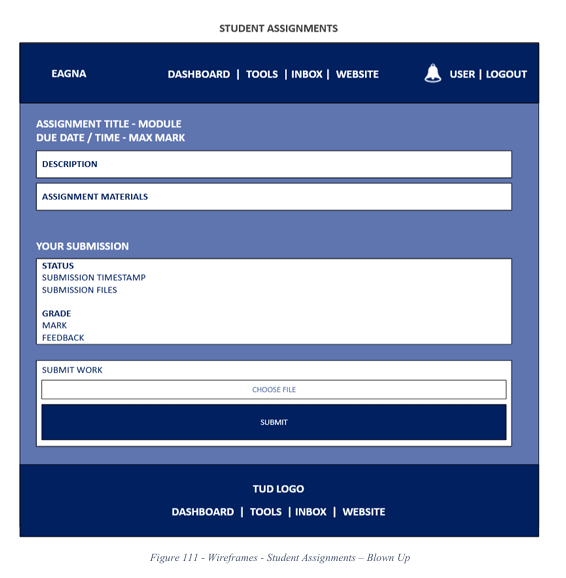 STUDENT ASSIGNMENTS
EAGNA
DASHBOARD | TOOLS | INBOX | WEBSITE
USER | LOGOUT
ASSIGNMENT TITLE - MODULE
DUE DATE / TIME - MAX MARK
DESCRIPTION
ASSIGNMENT MATERIALS
YOUR SUBMISSION
STATUS
SUBMISSION TIMESTAMP
SUBMISSION FILES
GRADE
MARK
FEEDBACK
SUBMIT WORK
CHOOSE FILE
SUBMIT
TUD LOGO
DASHBOARD | TOOLS | INBOX | WEBSITE
Figure 111 - Wireframes - Student Assignments – Blown Up